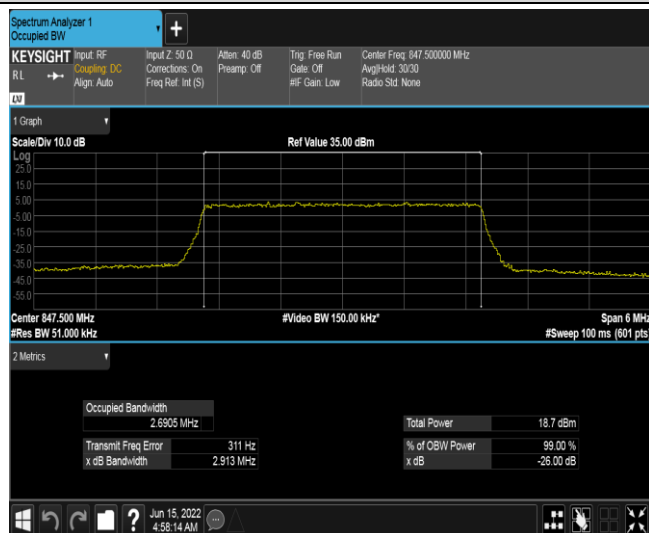 Spectrum Analyzer 1
Occupied BW
+
KEYSIGHT
RL
LXI
Input: RF
Coupling: DC
Align: Auto
Input Z: 50 Ω
Corrections: On
Freq Ref: Int (S)
Atten: 40 dB
Preamp: Off
Trig: Free Run
Gate: Off
#IF Gain: Low
Center Freq: 847.500000 MHz
Avg|Hold: 30/30
Radio Std: None
1 Graph
Scale/Div 10.0 dB
Ref Value 35.00 dBm
Log
25.0
15.0
5.00
-5.00
-15.0
-25.0
-35.0
-45.0
-55.0
Center 847.500 MHz
#Video BW 150.00 kHz*
Span 6 MHz
#Res BW 51.000 kHz
#Sweep 100 ms (601 pts)
2 Metrics
Occupied Bandwidth
2.6905 MHz
Total Power 18.7 dBm
Transmit Freq Error 311 Hz
% of OBW Power 99.00 %
x dB Bandwidth 2.913 MHz
x dB -26.00 dB
?
Jun 15, 2022
4:58:14 AM